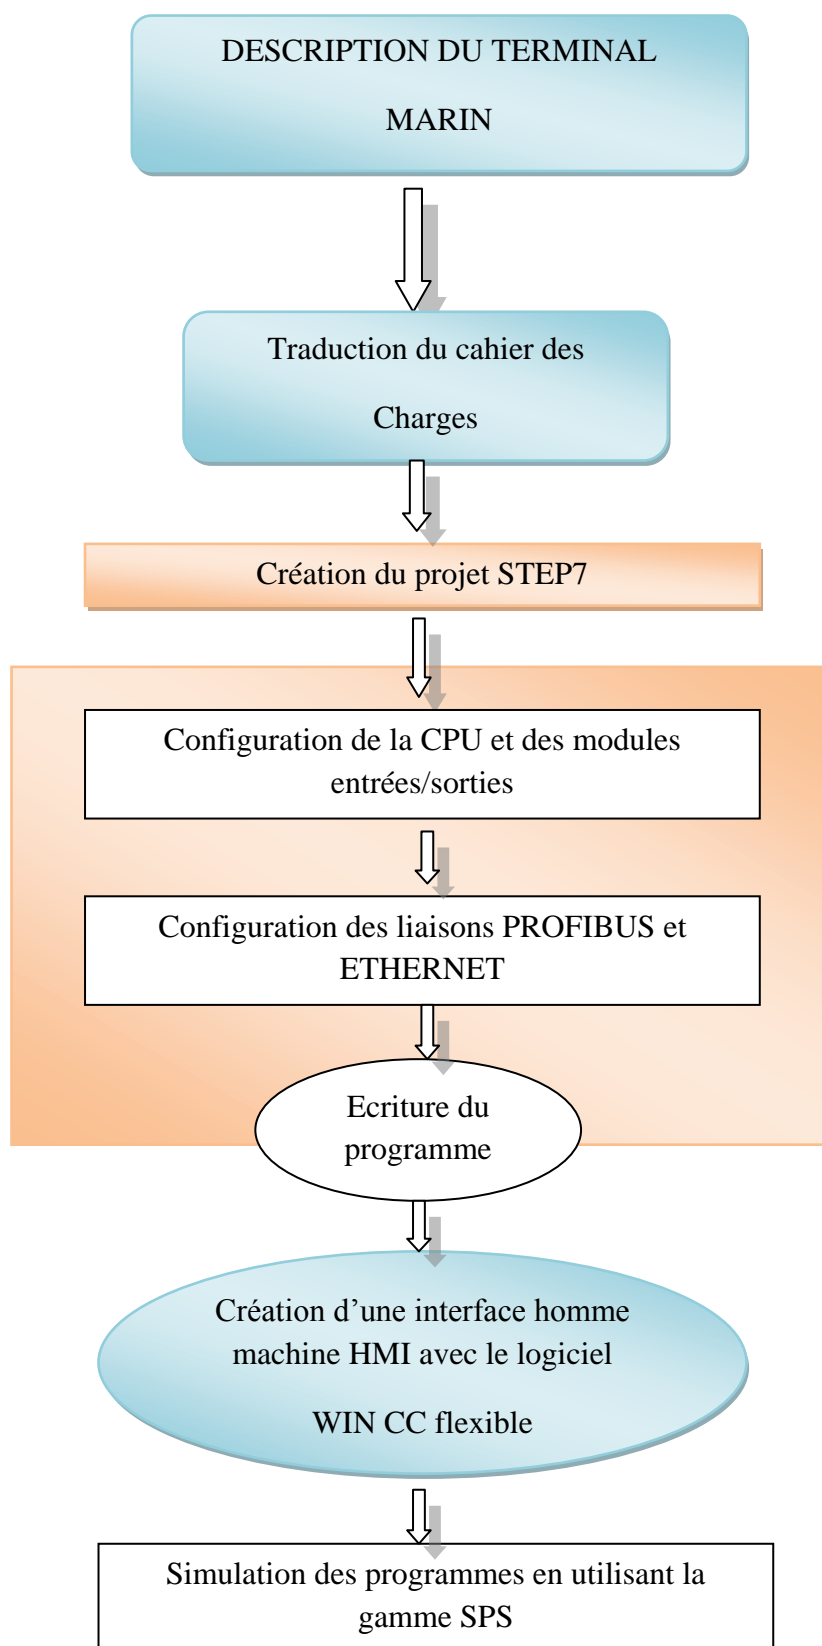 DESCRIPTION DU TERMINAL
MARIN
Traduction du cahier des
Charges
Création du projet STEP7
Configuration de la CPU et des modules
entrées/sorties
Configuration des liaisons PROFIBUS et
ETHERNET
Ecriture du
programme
Création d’une interface homme
machine HMI avec le logiciel
WIN CC flexible
Simulation des programmes en utilisant la
gamme SPS